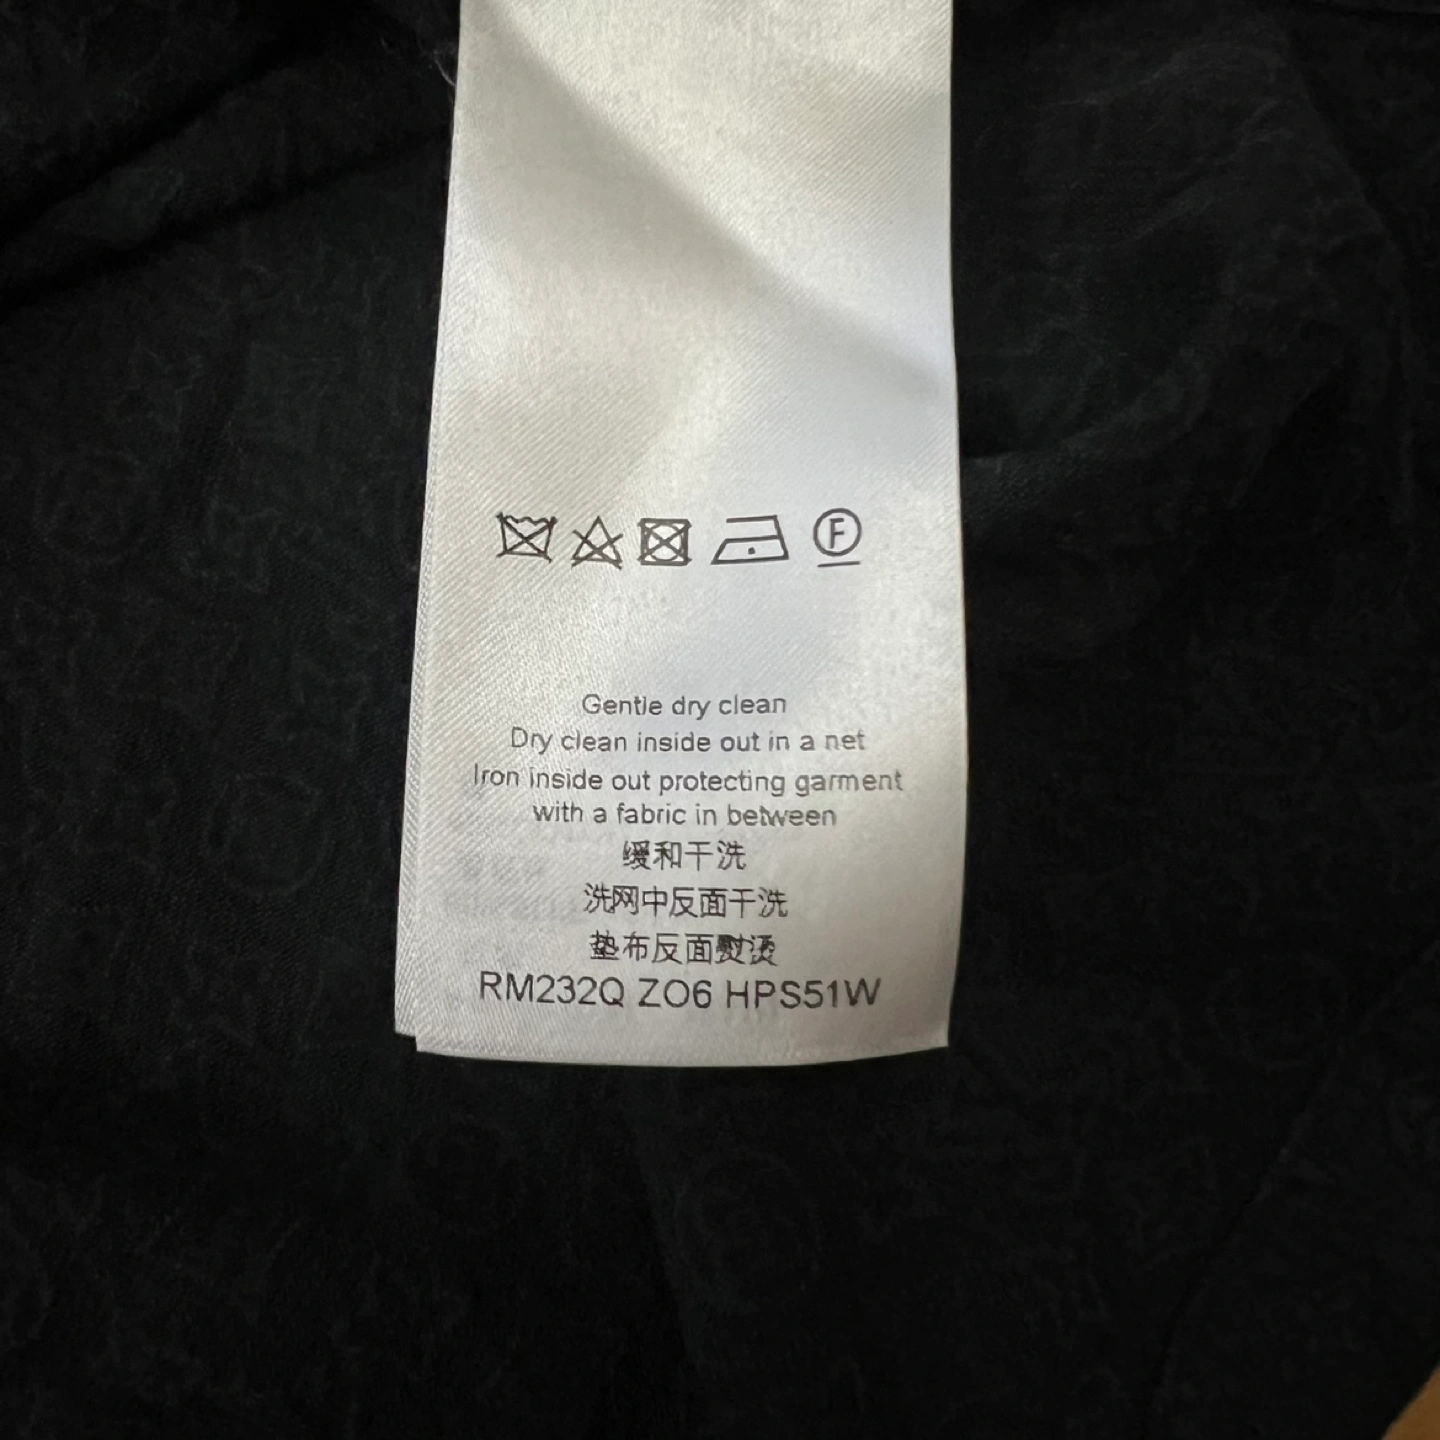 F
Gentle dry clean
Dry clean inside out in a net
Iron inside out protecting garment
with a fabric in between
缓和干洗
洗网中反面干洗
垫布反面熨烫
RM232Q ZO6 HPS51W